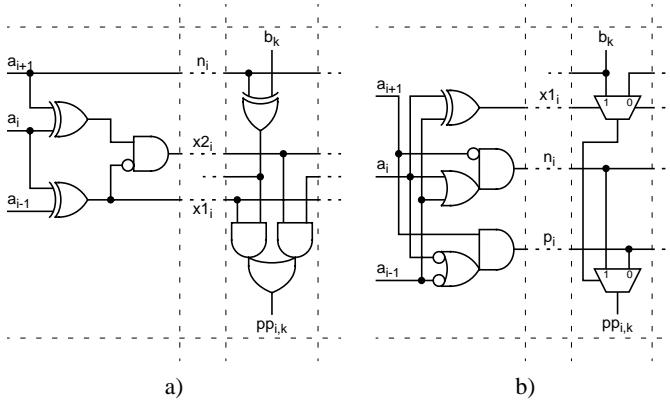 b_k
a_{i+1}
n_i
a_i
x2_i
x1_i
a_{i-1}
pp_{i,k}
a)
b_k
a_{i+1}
x1_i
1 0
a_i
n_i
p_i
a_{i-1}
1 0
pp_{i,k}
b)